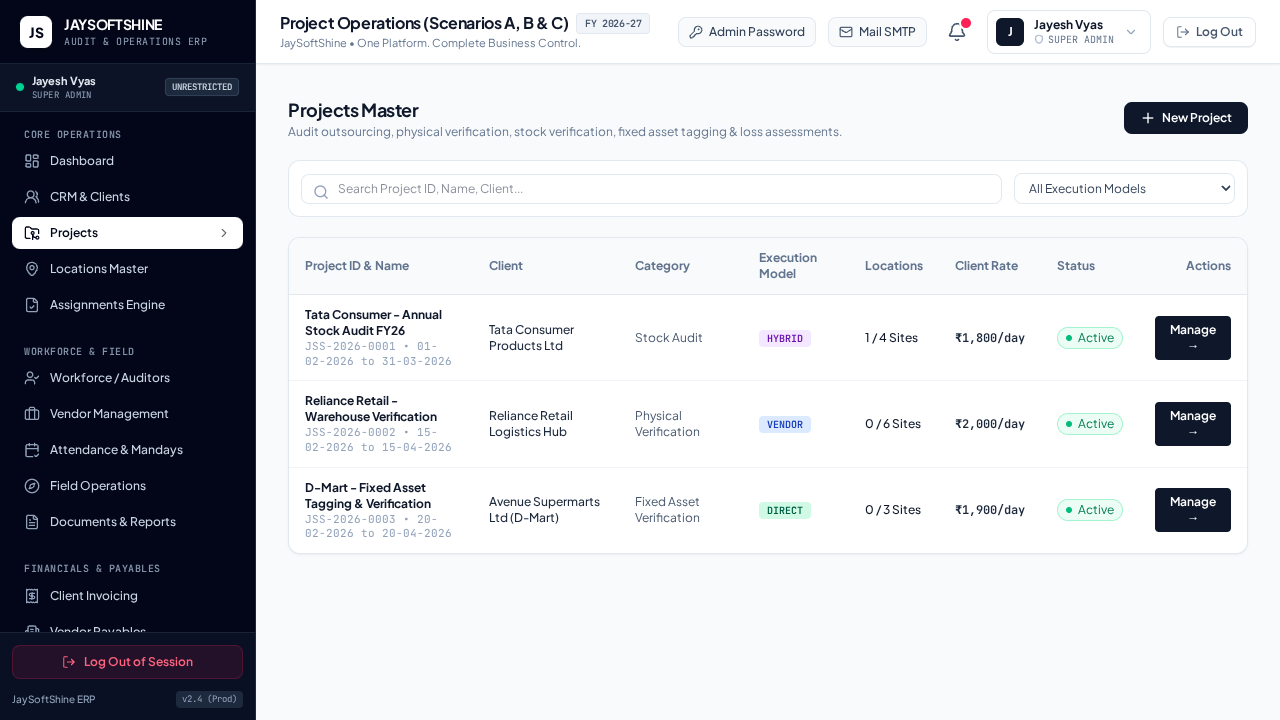 JS
JAYSOFTSHINE
AUDIT & OPERATIONS ERP
Jayesh Vyas
SUPER ADMIN
UNRESTRICTED
CORE OPERATIONS
Dashboard
CRM & Clients
Projects
Locations Master
Assignments Engine
WORKFORCE & FIELD
Workforce / Auditors
Vendor Management
Attendance & Mandays
Field Operations
Documents & Reports
FINANCIALS & PAYABLES
Client Invoicing
Vendor Payables
Log Out of Session
JaySoftShine ERP
v2.4 (Prod)
Project Operations (Scenarios A, B & C)
FY 2026-27
JaySoftShine • One Platform. Complete Business Control.
Admin Password
Mail SMTP
J
Jayesh Vyas
SUPER ADMIN
Log Out
Projects Master
Audit outsourcing, physical verification, stock verification, fixed asset tagging & loss assessments.
New Project
Search Project ID, Name, Client...
All Execution Models
Project ID & Name
Client
Category
Execution
Model
Locations
Client Rate
Status
Actions
Tata Consumer - Annual
Stock Audit FY26
JSS-2026-0001 • 01-
02-2026 to 31-03-2026
Tata Consumer
Products Ltd
Stock Audit
HYBRID
1 / 4 Sites
₹1,800/day
Active
Manage
→
Reliance Retail -
Warehouse Verification
JSS-2026-0002 • 15-
02-2026 to 15-04-2026
Reliance Retail
Logistics Hub
Physical
Verification
VENDOR
0 / 6 Sites
₹2,000/day
Active
Manage
→
D-Mart - Fixed Asset
Tagging & Verification
JSS-2026-0003 • 20-
02-2026 to 20-04-2026
Avenue Supermarts
Ltd (D-Mart)
Fixed Asset
Verification
DIRECT
0 / 3 Sites
₹1,900/day
Active
Manage
→